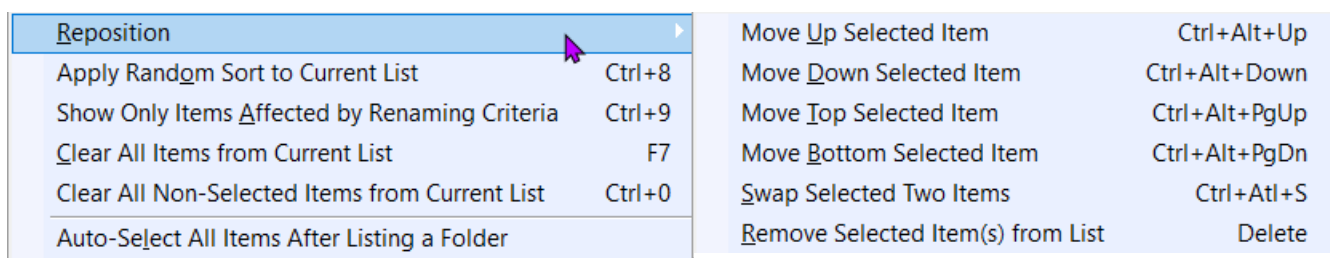 Reposition
Apply Random Sort to Current List Ctrl+8
Show Only Items Affected by Renaming Criteria Ctrl+9
Clear All Items from Current List F7
Clear All Non-Selected Items from Current List Ctrl+0
Auto-Select All Items After Listing a Folder
Move Up Selected Item Ctrl+Alt+Up
Move Down Selected Item Ctrl+Alt+Down
Move Top Selected Item Ctrl+Alt+PgUp
Move Bottom Selected Item Ctrl+Alt+PgDn
Swap Selected Two Items Ctrl+Atl+S
Remove Selected Item(s) from List Delete